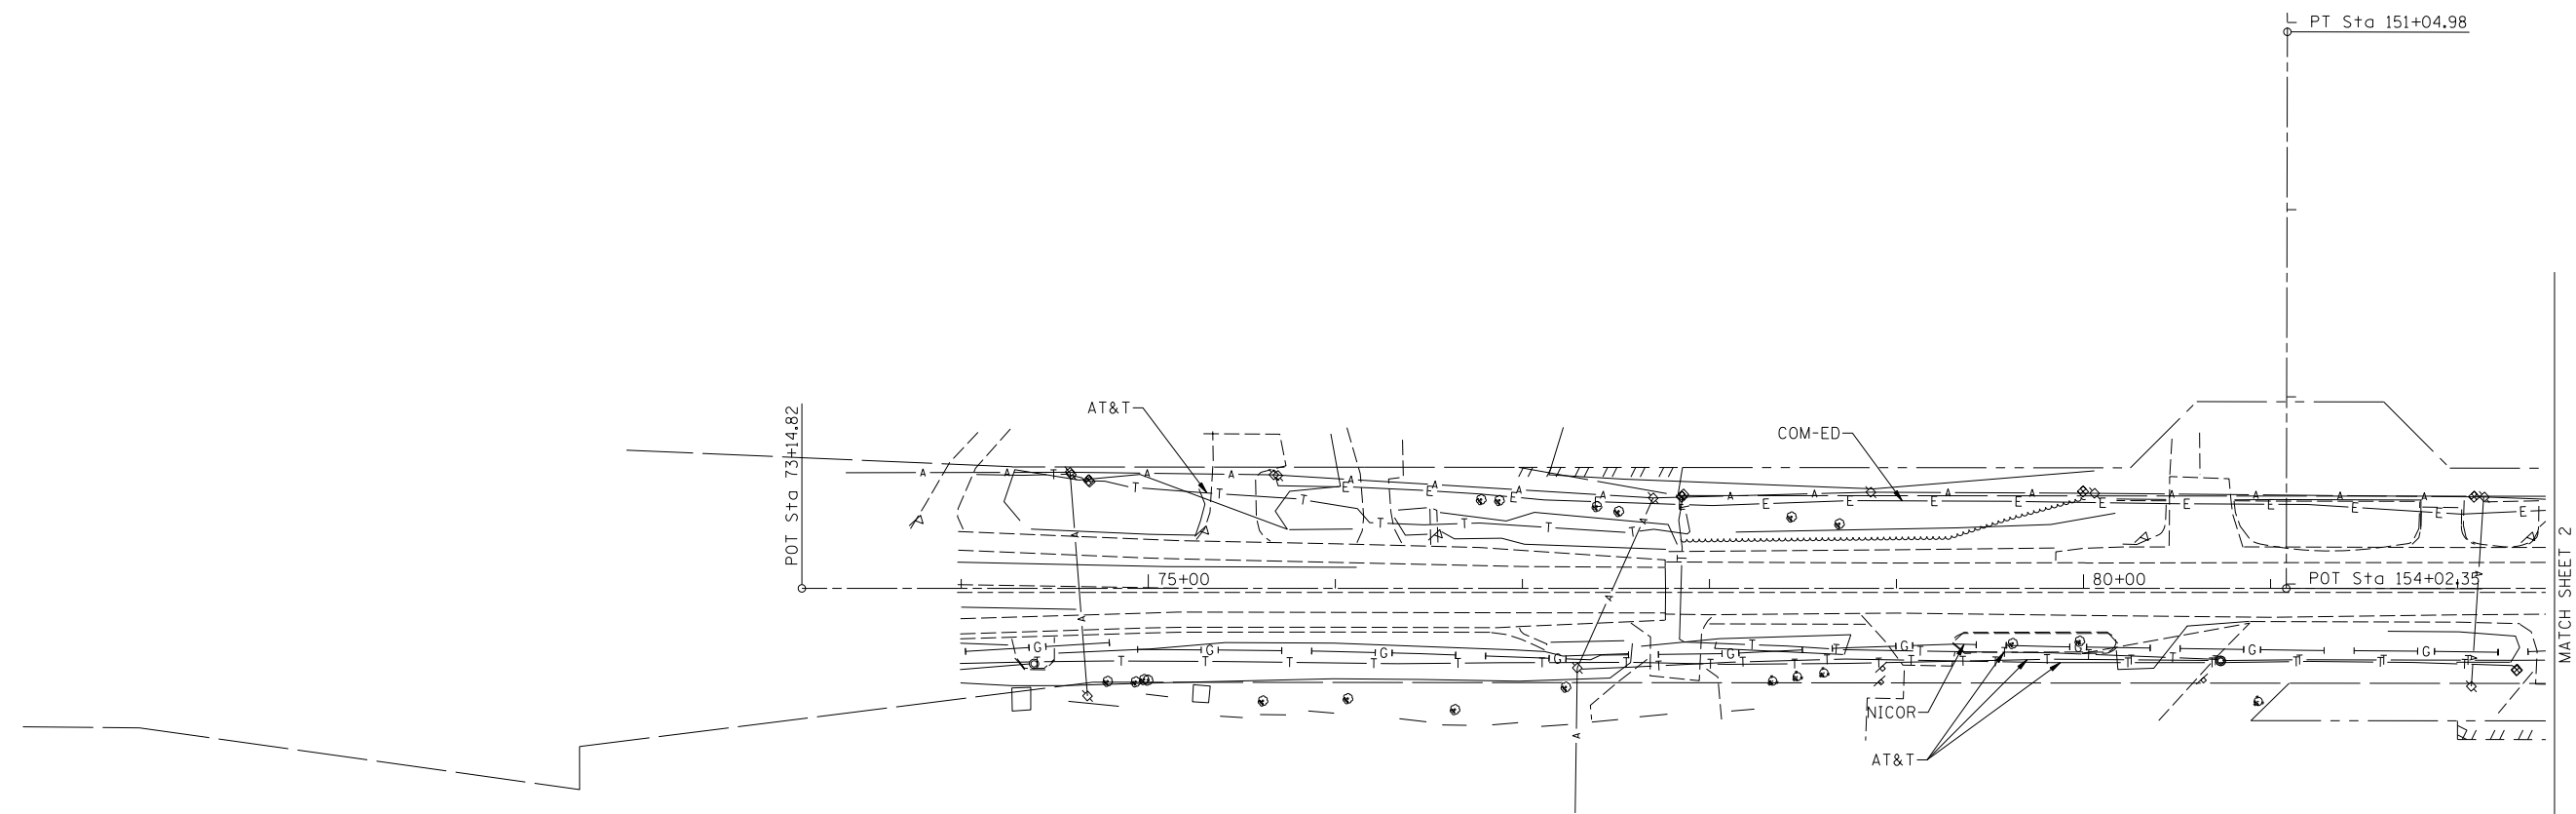 PT Sta 151+04.98
POT Sta 73+14.82
AT&T
COM-ED
A A T A A A A A A A A A A A A A
T T T E E E E E E E E E E E E E
T T T T
75+00
80+00
POT Sta 154+02.35
MATCH SHEET 2
G G G G G G G G G
T T T T T T T T T T T T T T T T
NICOR
AT&T